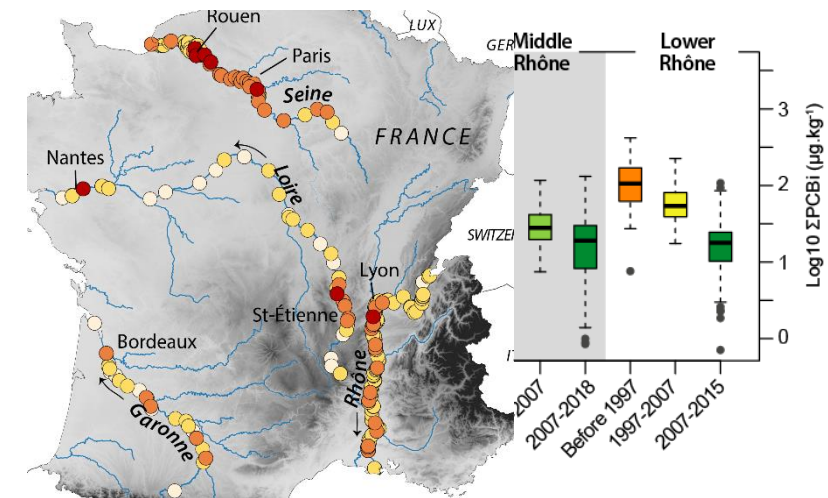 Rouen
LUX
GER
Paris
Seine
FRANCE
Nantes
Loire
SWITZER
Lyon
St-Étienne
Bordeaux
Rhône
Garonne
Middle
Rhône
Lower
Rhône
3
2
1
0
Log10 ΣPCBi (µg.kg⁻¹)
2007
2007-2018
Before 1997
1997-2007
2007-2015